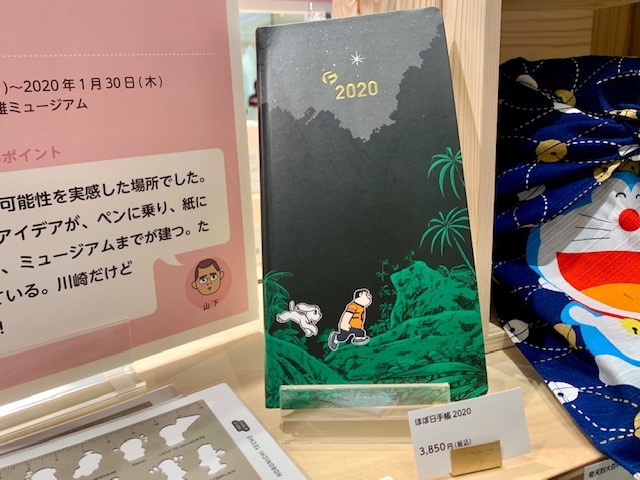 )～2020年1月30日(木)
雄ミュージアム
ポイント
可能性を実感した場所でした。
アイデアが、ペンに乗り、紙に
、ミュージアムまでが建つ。た
ている。川崎だけど
!
山下
2020
ほぼ日手帳 2020
3,850円(税込)
HOBONICHI TECHO